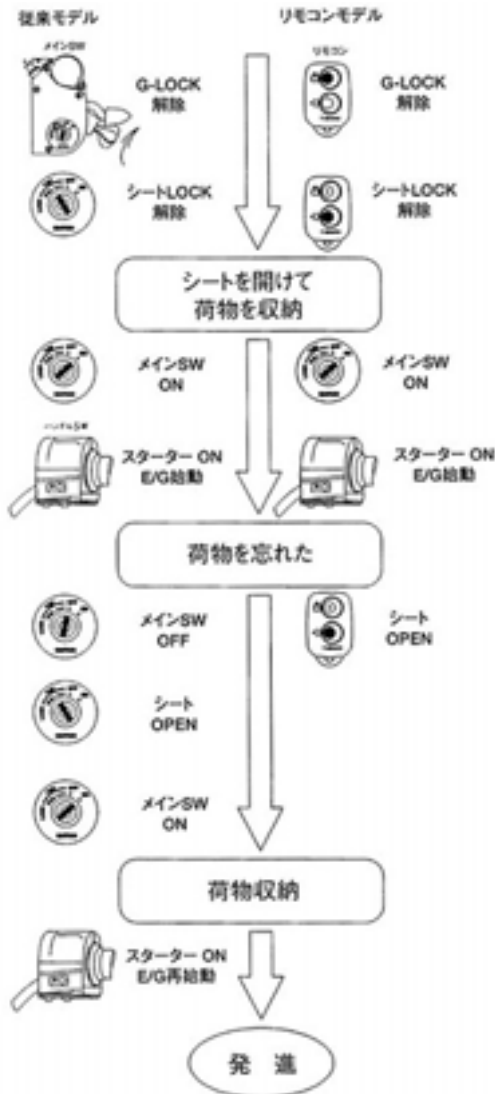 従来モデル
リモコンモデル
メインSW
リモコン
G-LOCK
解除
G-LOCK
解除
シートLOCK
解除
シートLOCK
解除
シートを開けて
荷物を収納
メインSW
ON
メインSW
ON
ハンドルSW
スターター ON
E/G始動
スターター ON
E/G始動
荷物を忘れた
メインSW
OFF
シート
OPEN
シート
OPEN
メインSW
ON
荷物収納
スターター ON
E/G再始動
発 進